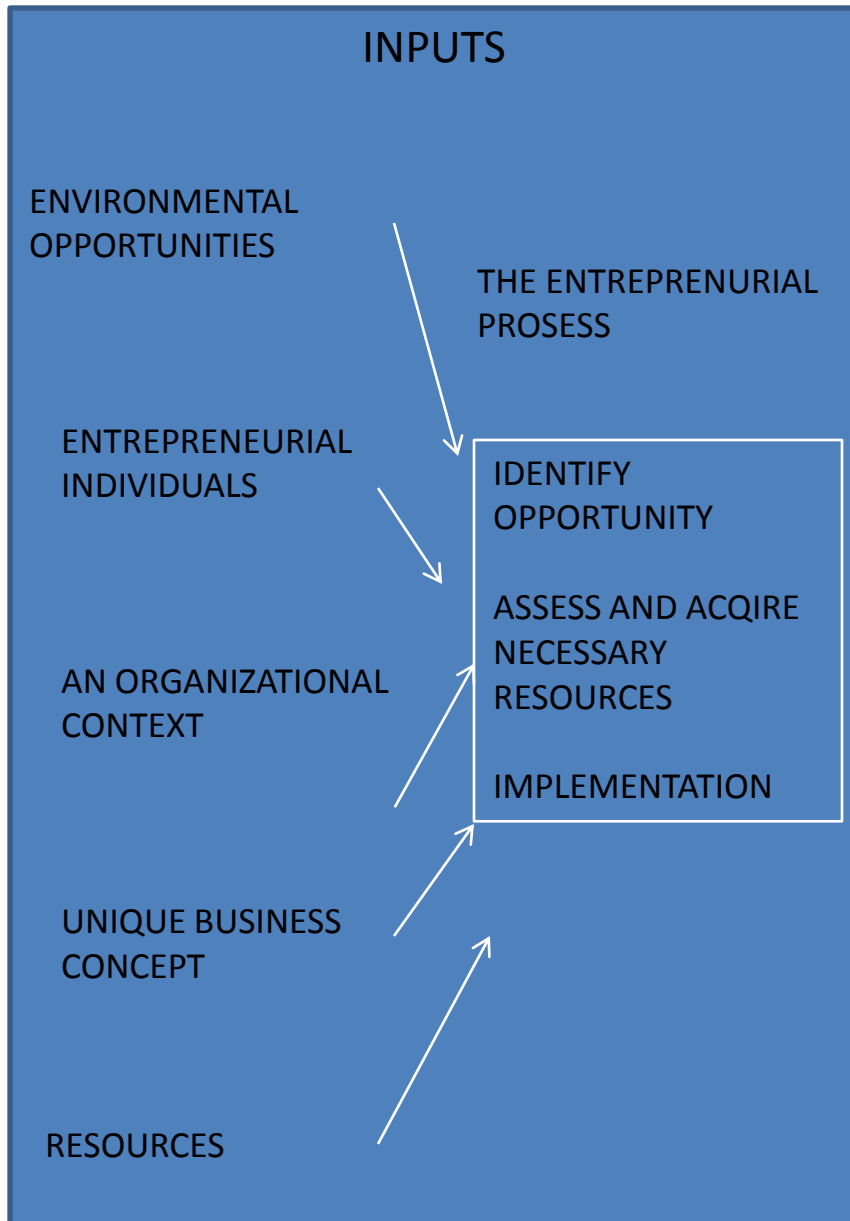 INPUTS
ENVIRONMENTAL
OPPORTUNITIES
THE ENTREPRENURIAL
PROSESS
ENTREPRENEURIAL
INDIVIDUALS
IDENTIFY
OPPORTUNITY
ASSESS AND ACQIRE
NECESSARY
RESOURCES
IMPLEMENTATION
AN ORGANIZATIONAL
CONTEXT
UNIQUE BUSINESS
CONCEPT
RESOURCES